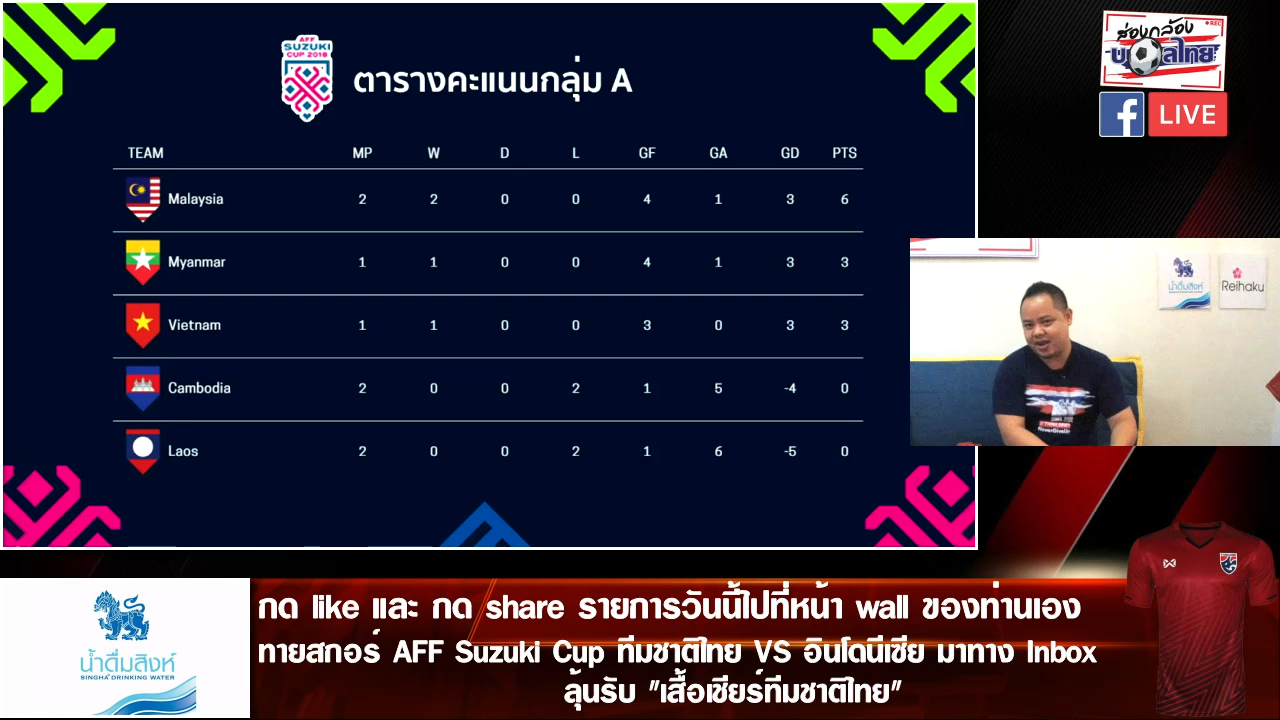 AFF
SUZUKI
CUP 2018
ตารางคะแนนกลุ่ม A
TEAM MP W D L GF GA GD PTS
Malaysia 2 2 0 0 4 1 3 6
Myanmar 1 1 0 0 4 1 3 3
Vietnam 1 1 0 0 3 0 3 3
Cambodia 2 0 0 2 1 5 -4 0
Laos 2 0 0 2 1 6 -5 0
ส่องกล้อง
REC
บอลไทย
f LIVE
น้ำดื่มสิงห์
Reihaku
#THAILAND
NeverGiveUp
น้ำดื่มสิงห์
SINGHA DRINKING WATER
กด like และ กด share รายการวันนี้ไปที่หน้า wall ของท่านเอง
ทายสกอร์ AFF Suzuki Cup ทีมชาติไทย VS อินโดนีเซีย มาทาง Inbox
ลุ้นรับ "เสื้อเชียร์ทีมชาติไทย"